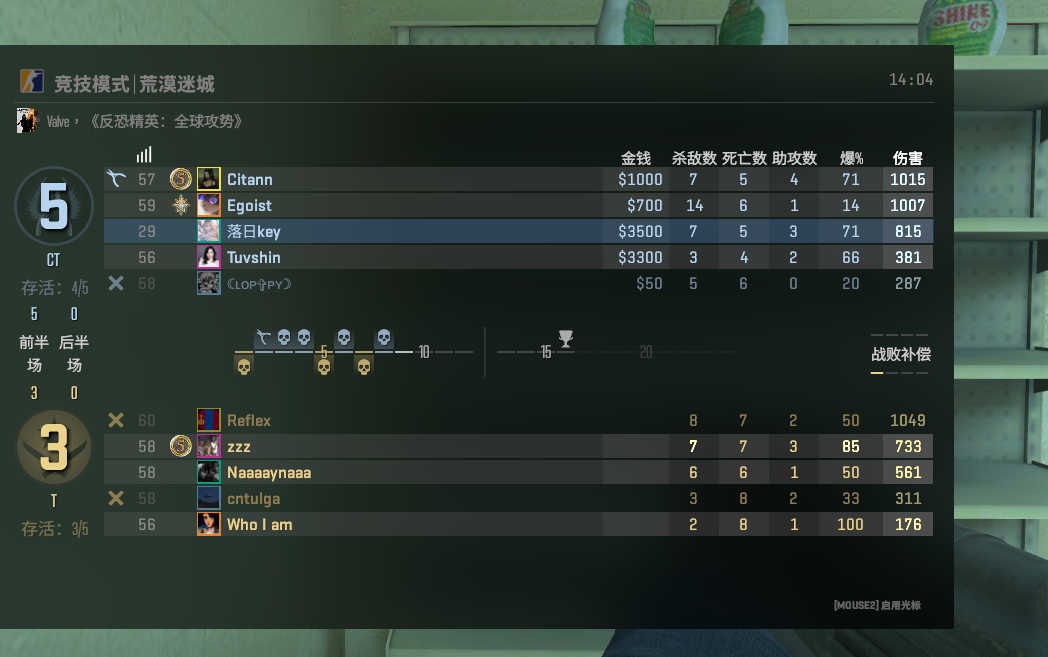 SHINE
竞技模式|荒漠迷城
14:04
Valve,《反恐精英：全球攻势》
金钱 杀敌数 死亡数 助攻数 爆% 伤害
57 5 Citann $1000 7 5 4 71 1015
59 Egoist $700 14 6 1 14 1007
29 落日key $3500 7 5 3 71 815
56 Tuvshin $3300 3 4 2 66 381
58 ☾LOP✞PY☽ $50 5 6 0 20 287
5
CT
存活：4/5
5 0
前半场 后半场
3 0
5 10 15 20
战败补偿
60 Reflex 8 7 2 50 1049
58 5 zzz 7 7 3 85 733
58 Naaaaynaaa 6 6 1 50 561
58 cntulga 3 8 2 33 311
56 Who I am 2 8 1 100 176
3
T
存活：3/5
[MOUSE2] 启用光标